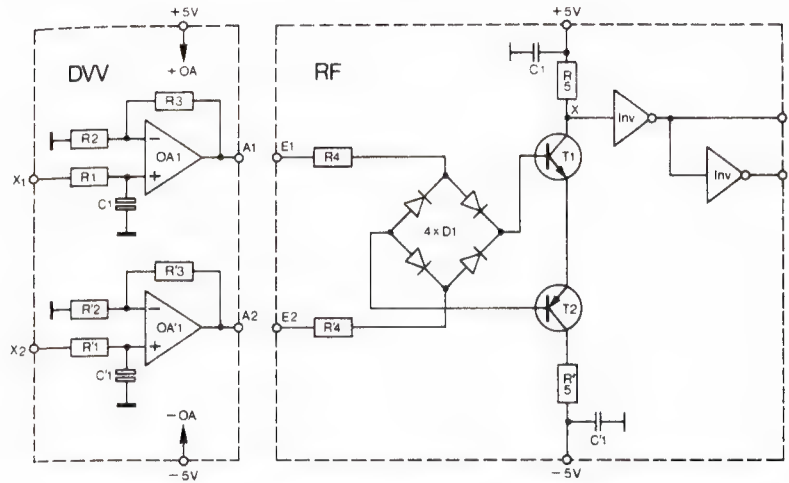 +5V
+5V
DVV
+OA
RF
C1
R5
R3
X
Inv
R2
A1
E1
R4
T1
OA1
X1
R1
Inv
C1
4×D1
R'3
R'2
A2
E2
R'4
T2
OA'1
X2
R'1
R'5
C'1
-OA
C'1
-5V
-5V